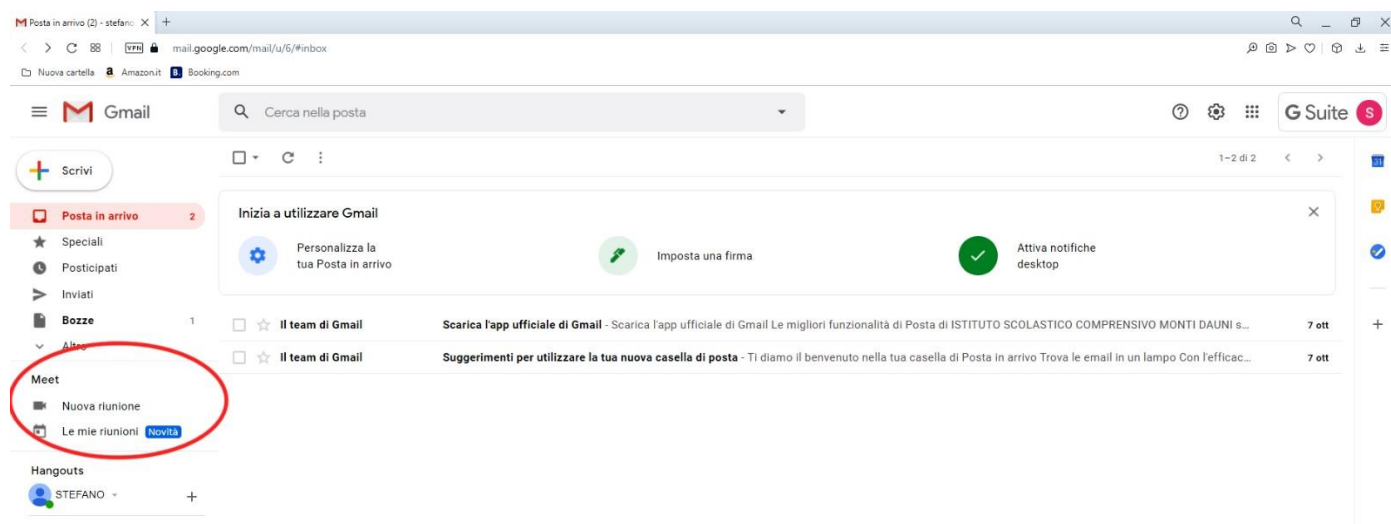 Posta in arrivo (2) - stefano
VPN mail.google.com/mail/u/6/#inbox
Nuova cartella Amazon.it B. Booking.com
Gmail Cerca nella posta G Suite S
Scrivi 1–2 di 2 31
Posta in arrivo 2
Speciali
Posticipati
Inviati
Bozze 1
Altro
Inizia a utilizzare Gmail
Personalizza la
tua Posta in arrivo
Imposta una firma
Attiva notifiche
desktop
Il team di Gmail Scarica l'app ufficiale di Gmail - Scarica l'app ufficiale di Gmail Le migliori funzionalità di Posta di ISTITUTO SCOLASTICO COMPRENSIVO MONTI DAUNI s... 7 ott
Il team di Gmail Suggerimenti per utilizzare la tua nuova casella di posta - Ti diamo il benvenuto nella tua casella di Posta in arrivo Trova le email in un lampo Con l'efficac... 7 ott
Meet
Nuova riunione
Le mie riunioni Novità
Hangouts
STEFANO